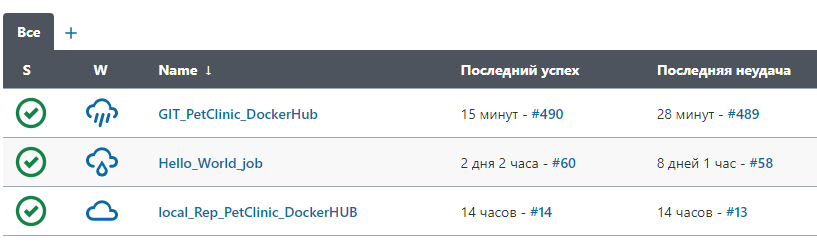 Все +
S W Name ↓ Последний успех Последняя неудача
GIT_PetClinic_DockerHub 15 минут - #490 28 минут - #489
Hello_World_job 2 дня 2 часа - #60 8 дней 1 час - #58
local_Rep_PetClinic_DockerHUB 14 часов - #14 14 часов - #13